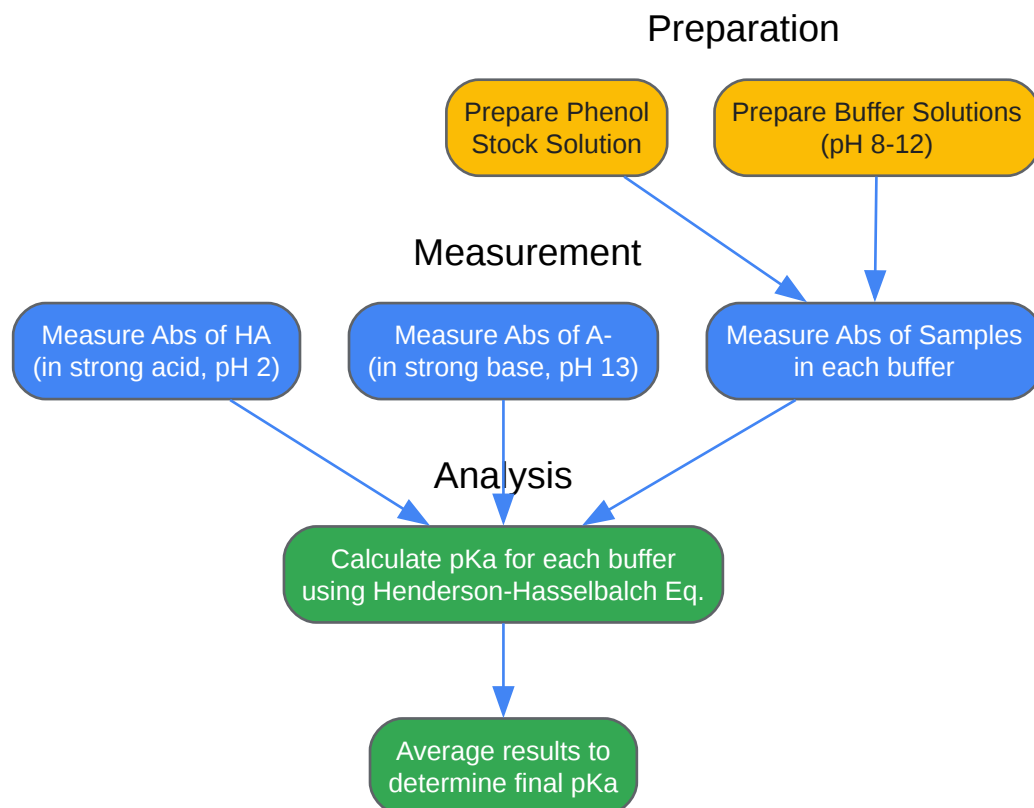 Preparation
Prepare Phenol
Stock Solution
Prepare Buffer Solutions
(pH 8-12)
Measurement
Measure Abs of HA
(in strong acid, pH 2)
Measure Abs of A-
(in strong base, pH 13)
Measure Abs of Samples
in each buffer
Analysis
Calculate pKa for each buffer
using Henderson-Hasselbalch Eq.
Average results to
determine final pKa